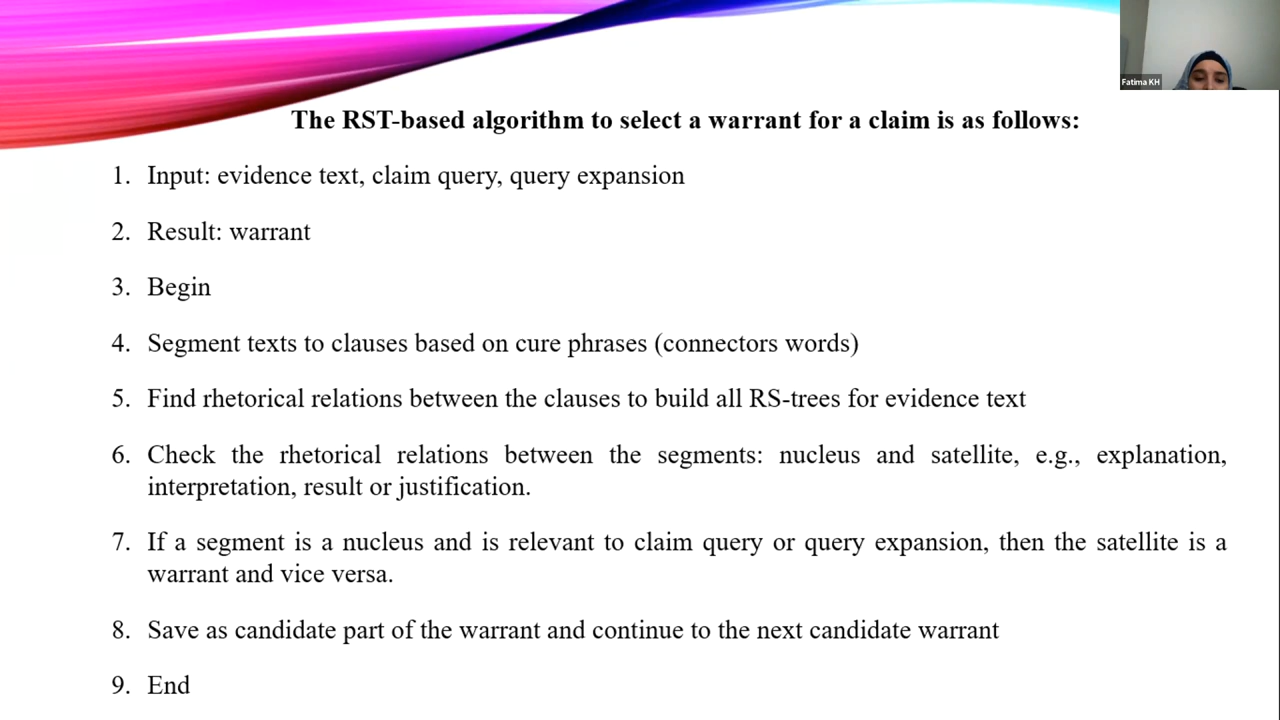 Fatima KH
The RST-based algorithm to select a warrant for a claim is as follows:
1. Input: evidence text, claim query, query expansion
2. Result: warrant
3. Begin
4. Segment texts to clauses based on cure phrases (connectors words)
5. Find rhetorical relations between the clauses to build all RS-trees for evidence text
6. Check the rhetorical relations between the segments: nucleus and satellite, e.g., explanation,
interpretation, result or justification.
7. If a segment is a nucleus and is relevant to claim query or query expansion, then the satellite is a
warrant and vice versa.
8. Save as candidate part of the warrant and continue to the next candidate warrant
9. End